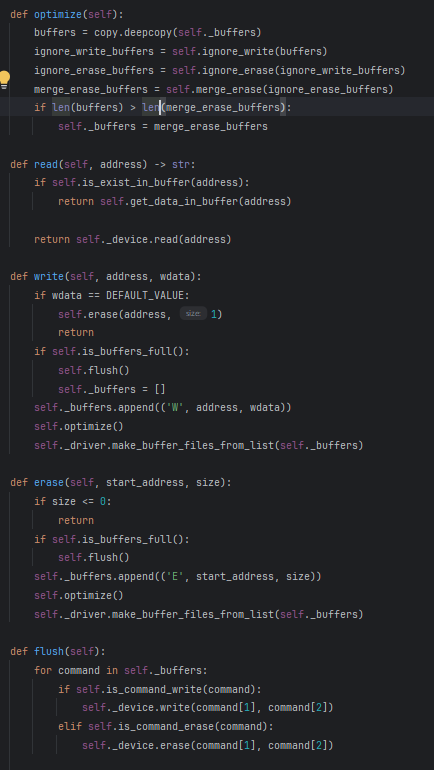 def optimize(self):
    buffers = copy.deepcopy(self._buffers)
    ignore_write_buffers = self.ignore_write(buffers)
    ignore_erase_buffers = self.ignore_erase(ignore_write_buffers)
    merge_erase_buffers = self.merge_erase(ignore_erase_buffers)
    if len(buffers) > len(merge_erase_buffers):
        self._buffers = merge_erase_buffers

def read(self, address) -> str:
    if self.is_exist_in_buffer(address):
        return self.get_data_in_buffer(address)

    return self._device.read(address)

def write(self, address, wdata):
    if wdata == DEFAULT_VALUE:
        self.erase(address, size: 1)
        return
    if self.is_buffers_full():
        self.flush()
        self._buffers = []
    self._buffers.append(('W', address, wdata))
    self.optimize()
    self._driver.make_buffer_files_from_list(self._buffers)

def erase(self, start_address, size):
    if size <= 0:
        return
    if self.is_buffers_full():
        self.flush()
    self._buffers.append(('E', start_address, size))
    self.optimize()
    self._driver.make_buffer_files_from_list(self._buffers)

def flush(self):
    for command in self._buffers:
        if self.is_command_write(command):
            self._device.write(command[1], command[2])
        elif self.is_command_erase(command):
            self._device.erase(command[1], command[2])